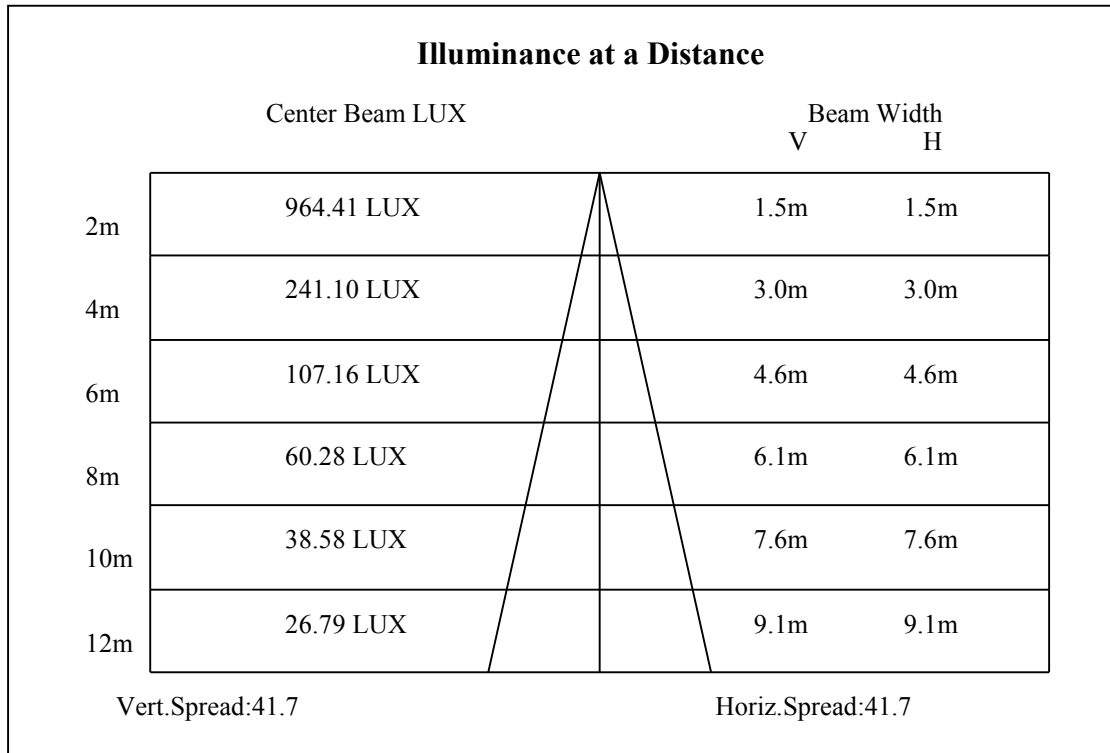 Illuminance at a Distance
Center Beam LUX Beam Width
V H
2m 964.41 LUX 1.5m 1.5m
4m 241.10 LUX 3.0m 3.0m
6m 107.16 LUX 4.6m 4.6m
8m 60.28 LUX 6.1m 6.1m
10m 38.58 LUX 7.6m 7.6m
12m 26.79 LUX 9.1m 9.1m
Vert.Spread:41.7 Horiz.Spread:41.7